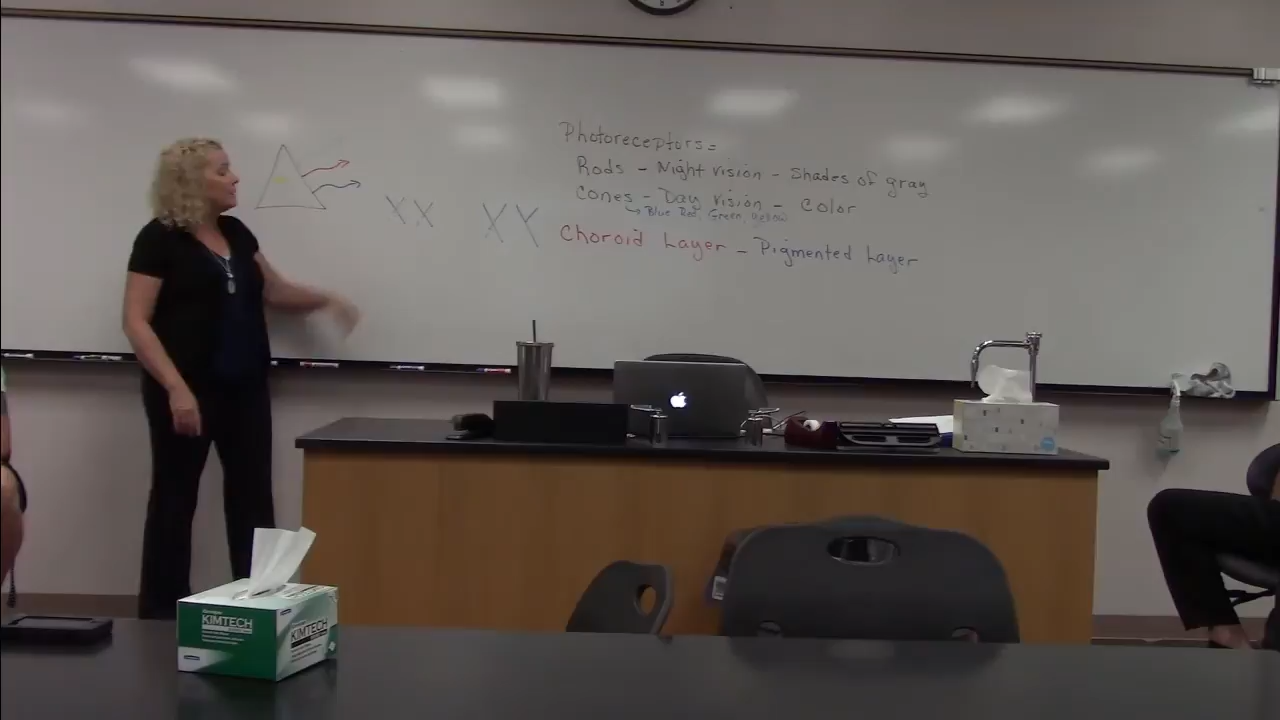 Photoreceptors=
Rods - Night vision - Shades of gray
Cones - Day vision - Color
Blue Red, Green, Yellow
XX XY
Choroid Layer - Pigmented Layer
KIMTECH
KIMTECH